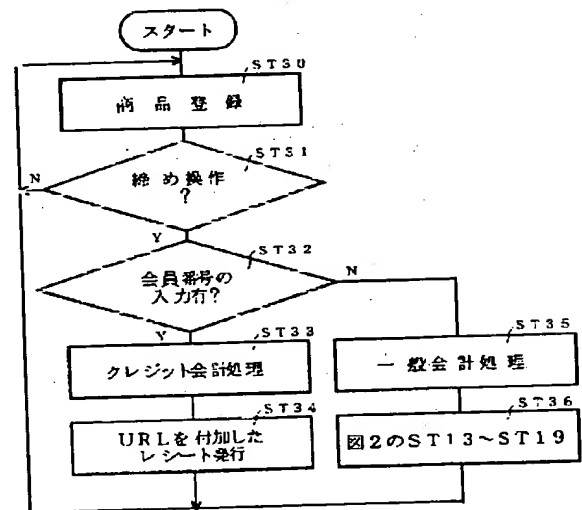 スタート
ST30
商品登録
ST31
締め操作
?
N
Y
ST32
会員番号の
入力有?
N
Y
ST33
クレジット会計処理
ST35
一般会計処理
ST34
URLを付加した
レシート発行
ST36
図2のST13~ST19